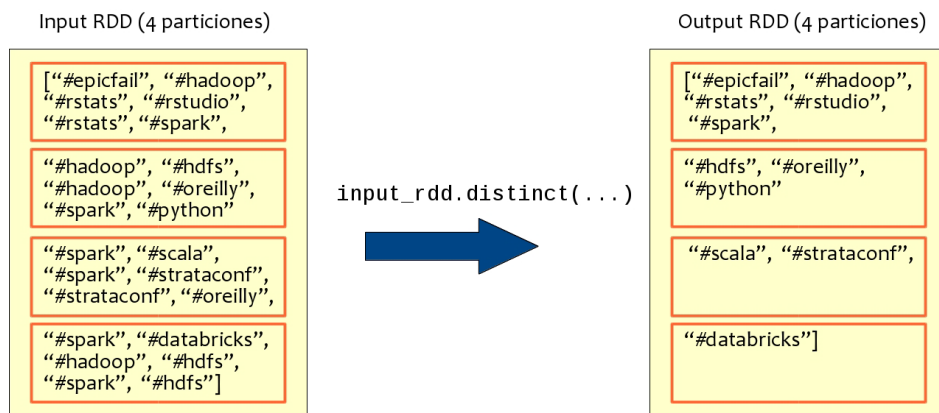 Input RDD (4 particiones)
[“#epicfail”, “#hadoop”,
“#rstats”, “#rstudio”,
“#rstats”, “#spark”,
“#hadoop”, “#hdfs”,
“#hadoop”, “#oreilly”,
“#spark”, “#python”
“#spark”, “#scala”,
“#spark”, “#strataconf”,
“#strataconf”, “#oreilly”,
“#spark”, “#databricks”,
“#hadoop”, “#hdfs”,
“#spark”, “#hdfs”]
input_rdd.distinct(...)
Output RDD (4 particiones)
[“#epicfail”, “#hadoop”,
“#rstats”, “#rstudio”,
“#spark”,
“#hdfs”, “#oreilly”,
“#python”
“#scala”, “#strataconf”,
“#databricks”]